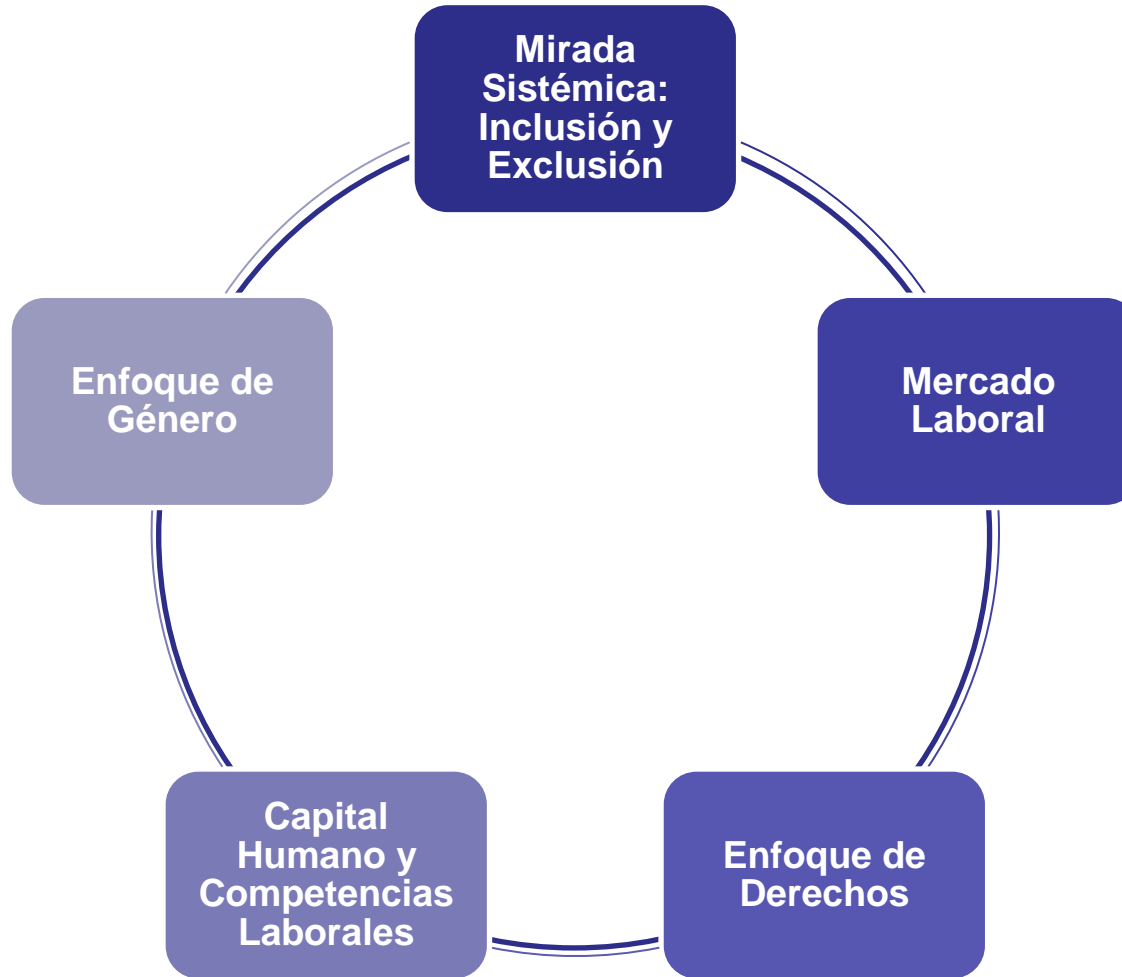 Mirada
Sistémica:
Inclusión y
Exclusión
Mercado
Laboral
Enfoque de
Derechos
Capital
Humano y
Competencias
Laborales
Enfoque de
Género